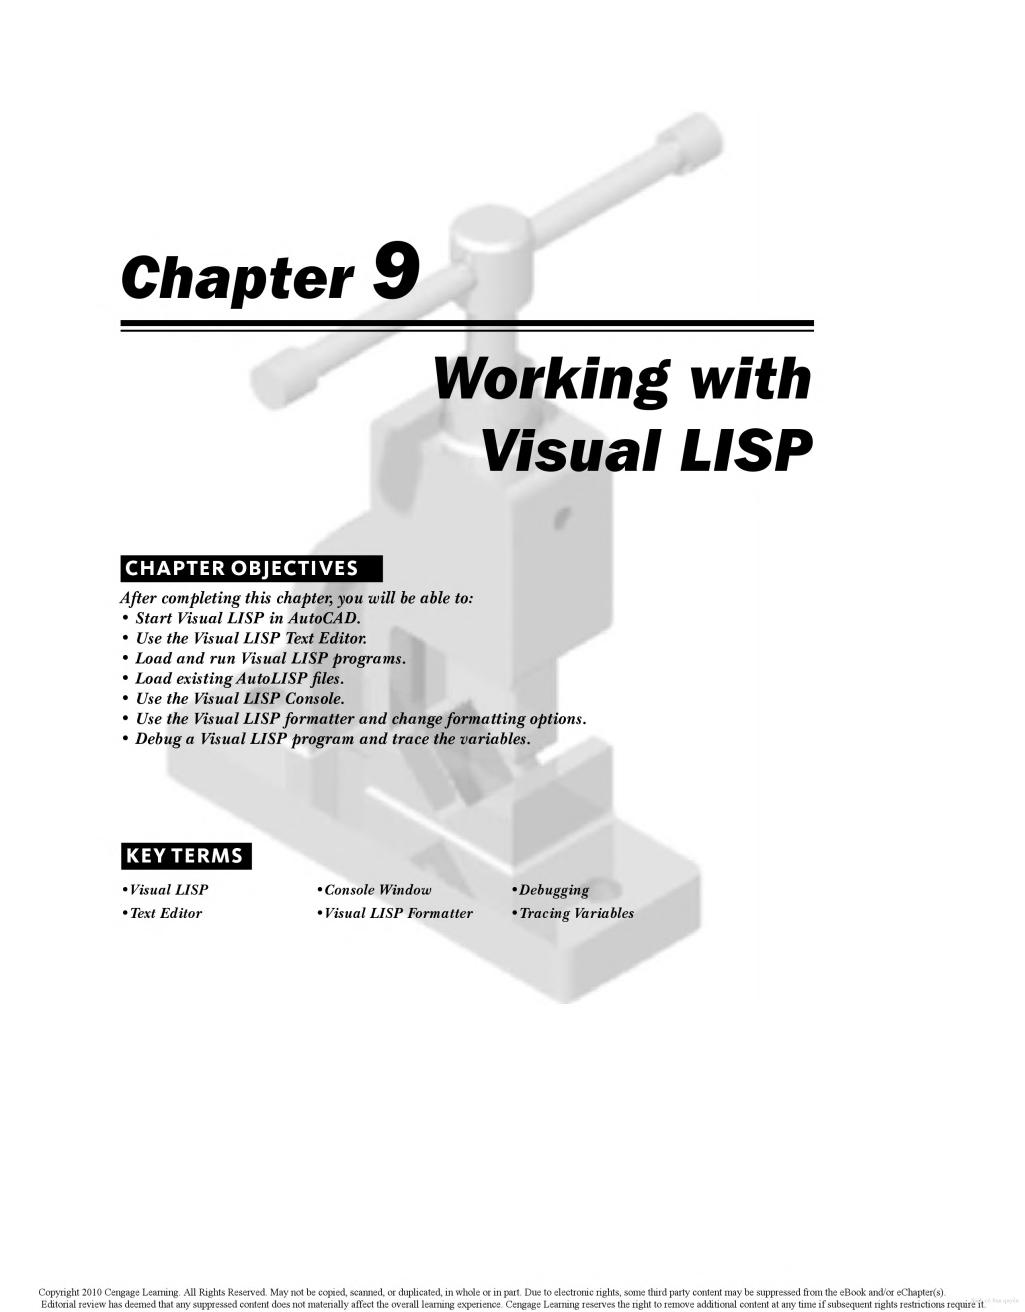 Chapter 9
Working with
Visual LISP
CHAPTER OBJECTIVES
After completing this chapter, you will be able to:
• Start Visual LISP in AutoCAD.
• Use the Visual LISP Text Editor.
• Load and run Visual LISP programs.
• Load existing AutoLISP files.
• Use the Visual LISP Console.
• Use the Visual LISP formatter and change formatting options.
• Debug a Visual LISP program and trace the variables.
KEY TERMS
•Visual LISP •Console Window •Debugging
•Text Editor •Visual LISP Formatter •Tracing Variables
Copyright 2010 Cengage Learning. All Rights Reserved. May not be copied, scanned, or duplicated, in whole or in part. Due to electronic rights, some third party content may be suppressed from the eBook and/or eChapter(s).
Editorial review has deemed that any suppressed content does not materially affect the overall learning experience. Cengage Learning reserves the right to remove additional content at any time if subsequent rights restrictions require it.